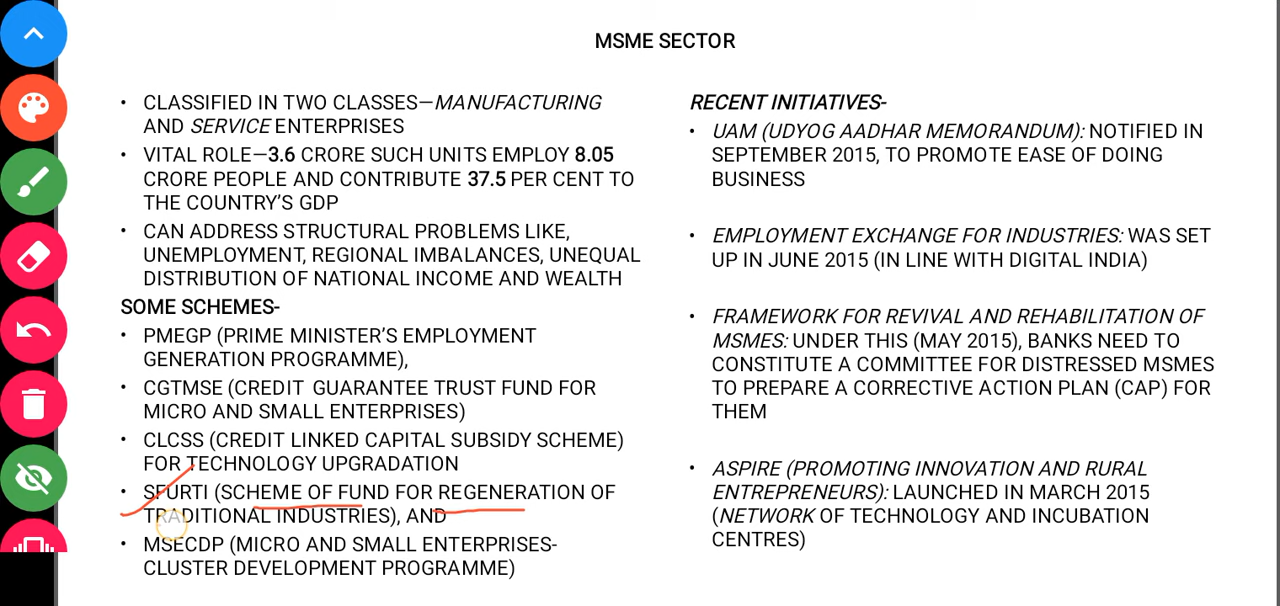 MSME SECTOR
• CLASSIFIED IN TWO CLASSES—MANUFACTURING
AND SERVICE ENTERPRISES
• VITAL ROLE—3.6 CRORE SUCH UNITS EMPLOY 8.05
CRORE PEOPLE AND CONTRIBUTE 37.5 PER CENT TO
THE COUNTRY'S GDP
• CAN ADDRESS STRUCTURAL PROBLEMS LIKE,
UNEMPLOYMENT, REGIONAL IMBALANCES, UNEQUAL
DISTRIBUTION OF NATIONAL INCOME AND WEALTH
SOME SCHEMES-
• PMEGP (PRIME MINISTER'S EMPLOYMENT
GENERATION PROGRAMME),
• CGTMSE (CREDIT GUARANTEE TRUST FUND FOR
MICRO AND SMALL ENTERPRISES)
• CLCSS (CREDIT LINKED CAPITAL SUBSIDY SCHEME)
FOR TECHNOLOGY UPGRADATION
• SFURTI (SCHEME OF FUND FOR REGENERATION OF
TRADITIONAL INDUSTRIES), AND
• MSECDP (MICRO AND SMALL ENTERPRISES-
CLUSTER DEVELOPMENT PROGRAMME)
RECENT INITIATIVES-
• UAM (UDYOG AADHAR MEMORANDUM): NOTIFIED IN
SEPTEMBER 2015, TO PROMOTE EASE OF DOING
BUSINESS
• EMPLOYMENT EXCHANGE FOR INDUSTRIES: WAS SET
UP IN JUNE 2015 (IN LINE WITH DIGITAL INDIA)
• FRAMEWORK FOR REVIVAL AND REHABILITATION OF
MSMES: UNDER THIS (MAY 2015), BANKS NEED TO
CONSTITUTE A COMMITTEE FOR DISTRESSED MSMES
TO PREPARE A CORRECTIVE ACTION PLAN (CAP) FOR
THEM
• ASPIRE (PROMOTING INNOVATION AND RURAL
ENTREPRENEURS): LAUNCHED IN MARCH 2015
(NETWORK OF TECHNOLOGY AND INCUBATION
CENTRES)